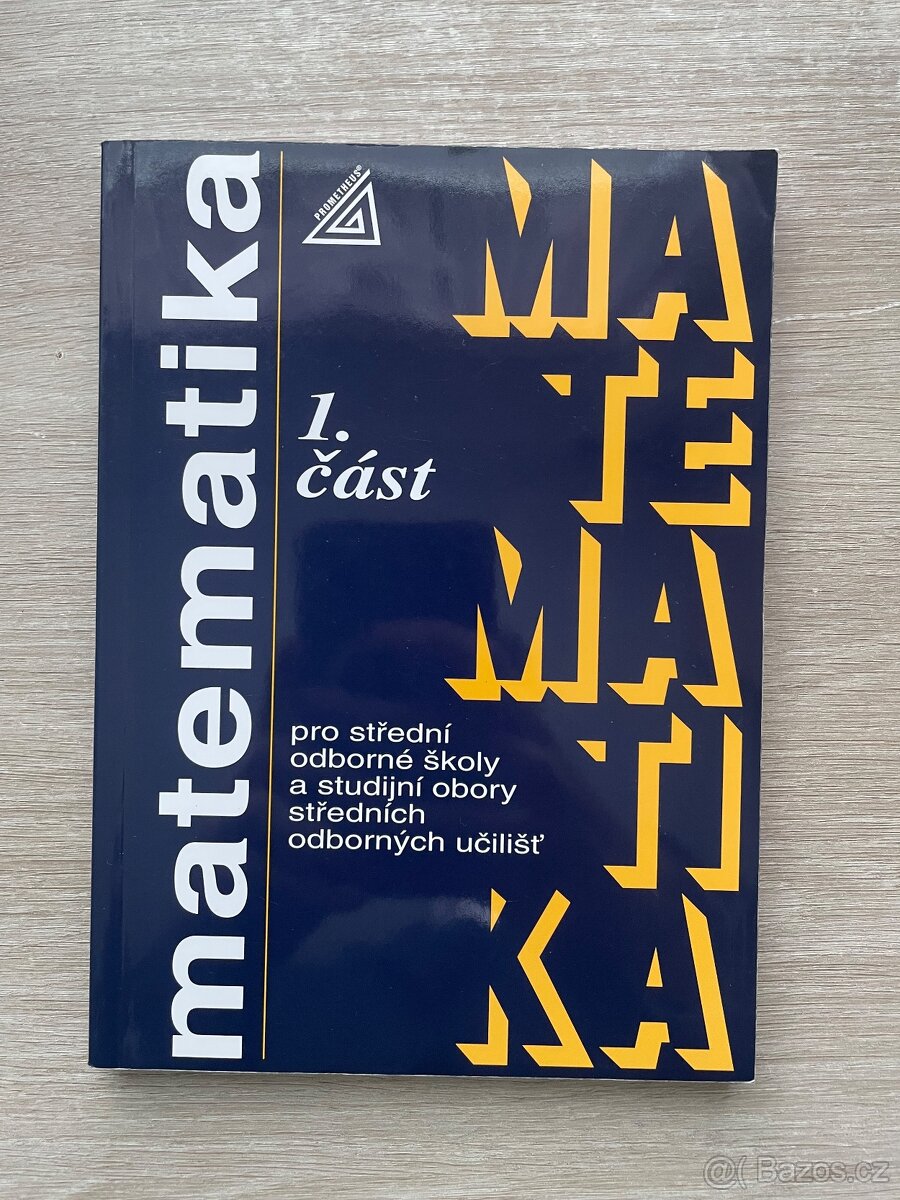 matematika
PROMETHEUS®
1.
část
pro střední
odborné školy
a studijní obory
středních
odborných učilišť
MA
TE
MA
TI
KA
@( Bazos.cz